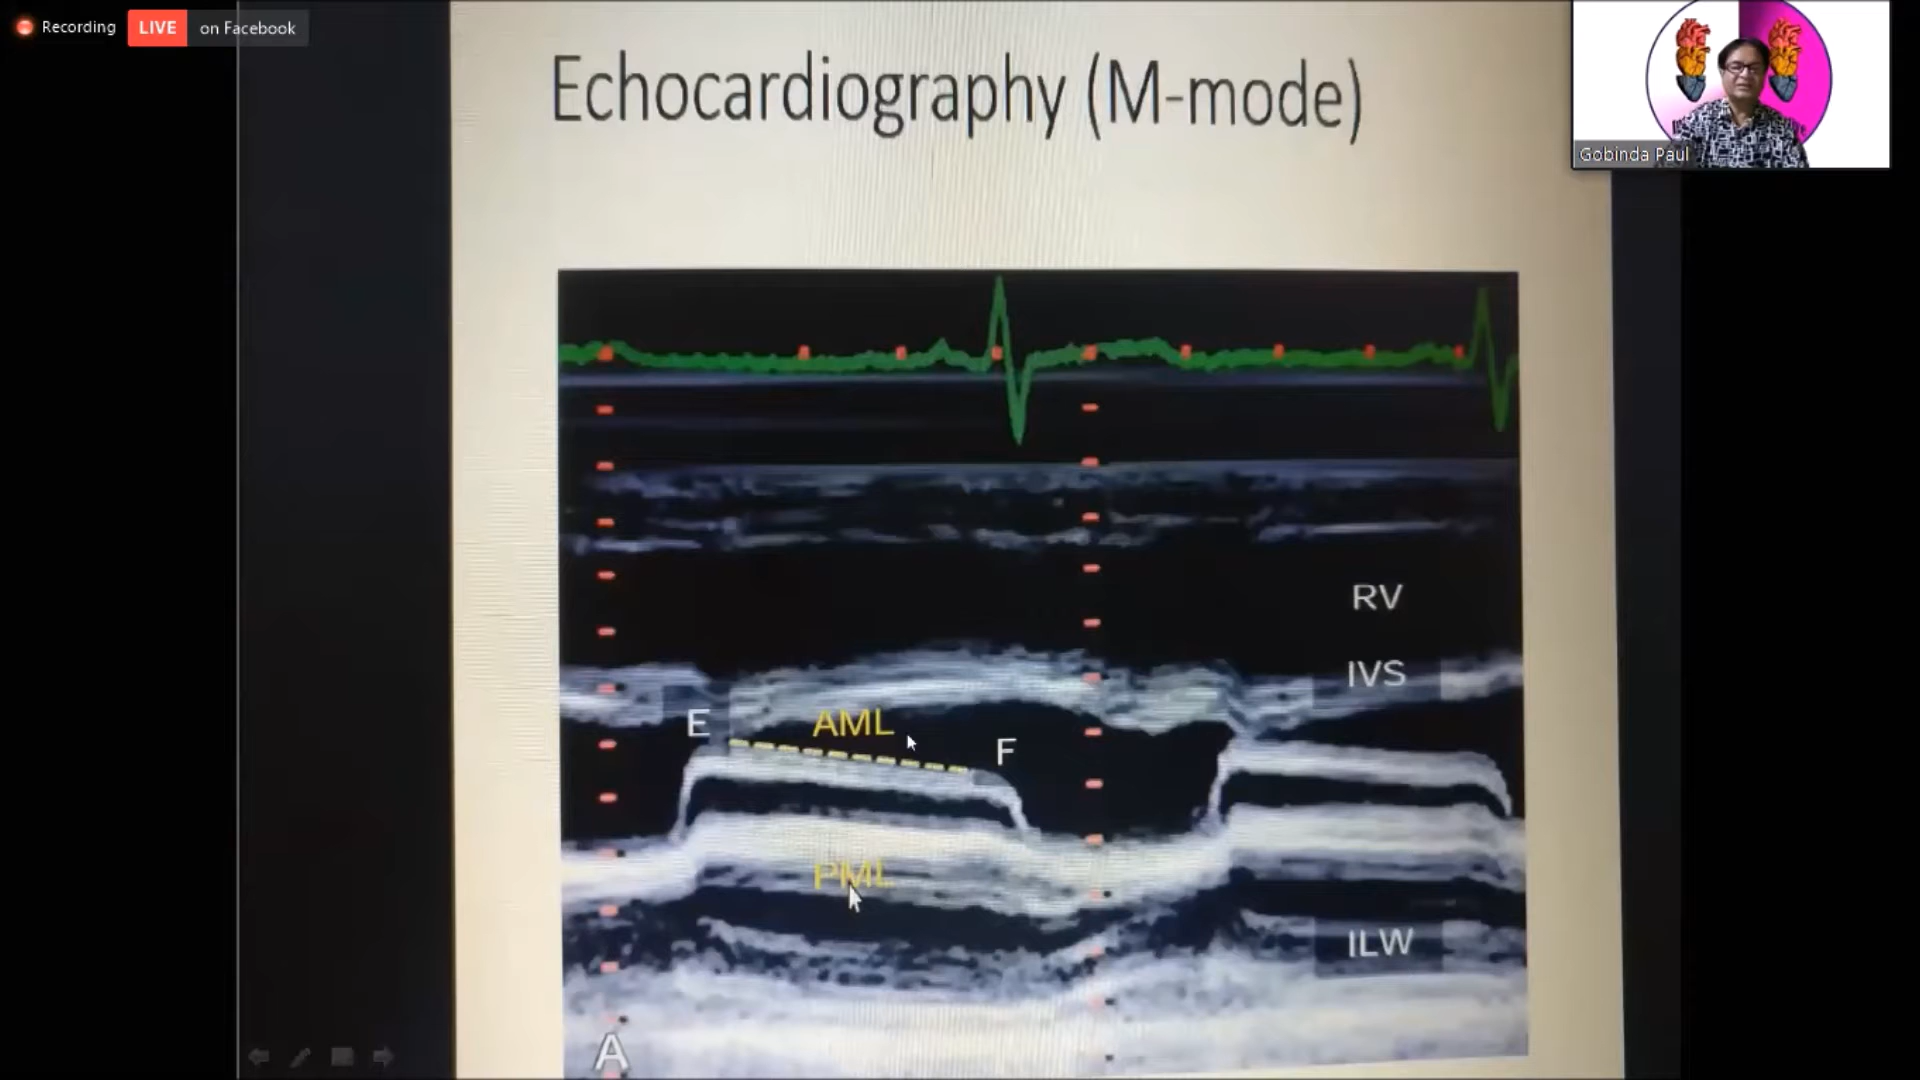 Recording LIVE on Facebook
Echocardiography (M-mode)
Gobinda Paul
RV
IVS
E AML F
PML
ILW
A